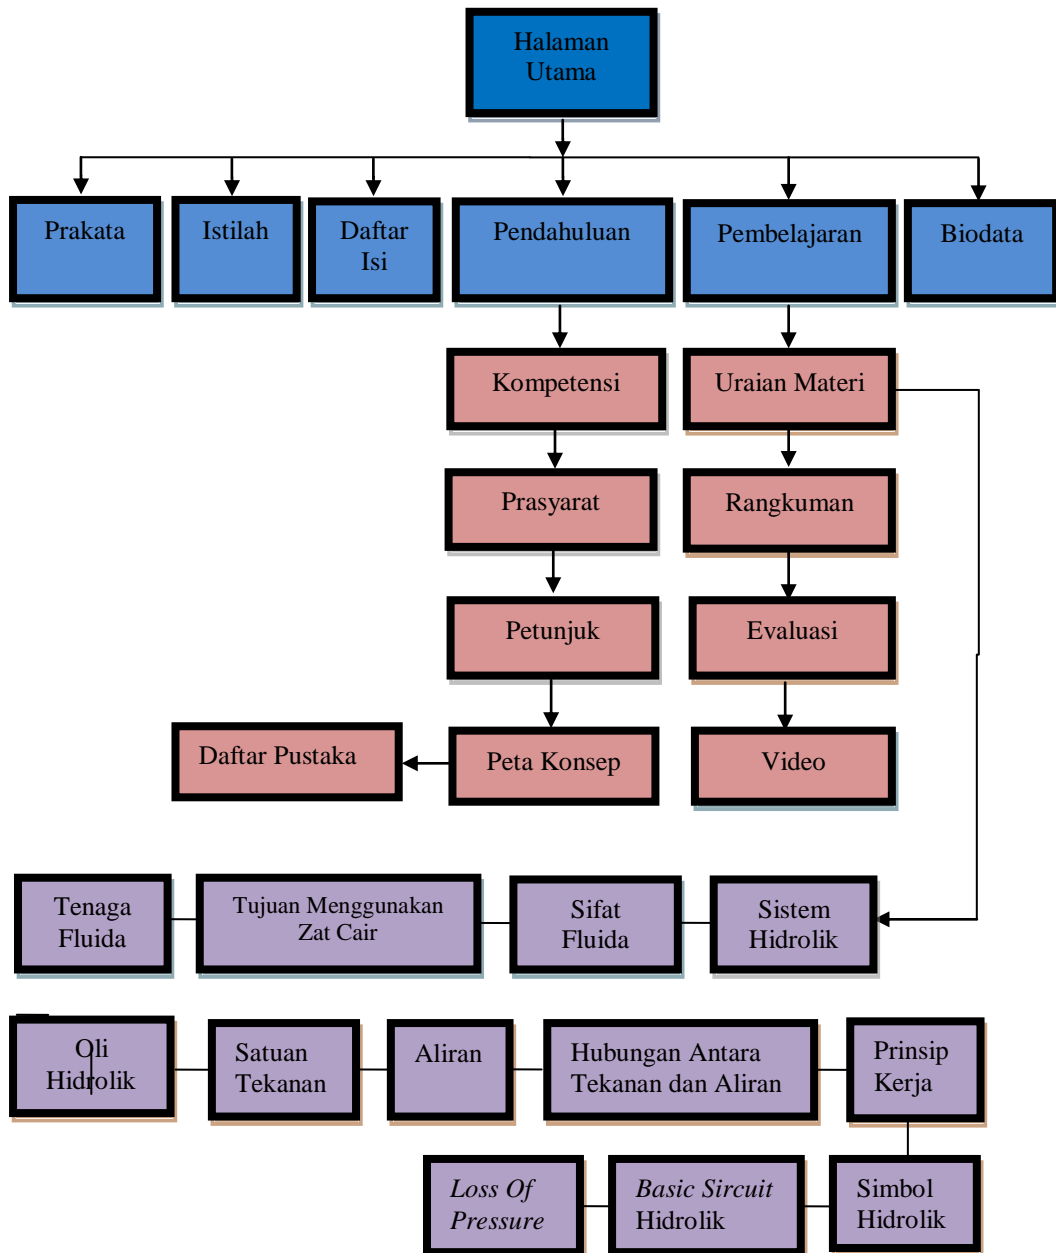 Halaman
Utama
Prakata
Istilah
Daftar
Isi
Pendahuluan
Pembelajaran
Biodata
Kompetensi
Uraian Materi
Prasyarat
Rangkuman
Petunjuk
Evaluasi
Daftar Pustaka
Peta Konsep
Video
Tenaga
Fluida
Tujuan Menggunakan
Zat Cair
Sifat
Fluida
Sistem
Hidrolik
Oli
Hidrolik
Satuan
Tekanan
Aliran
Hubungan Antara
Tekanan dan Aliran
Prinsip
Kerja
Loss Of
Pressure
Basic Sircuit
Hidrolik
Simbol
Hidrolik